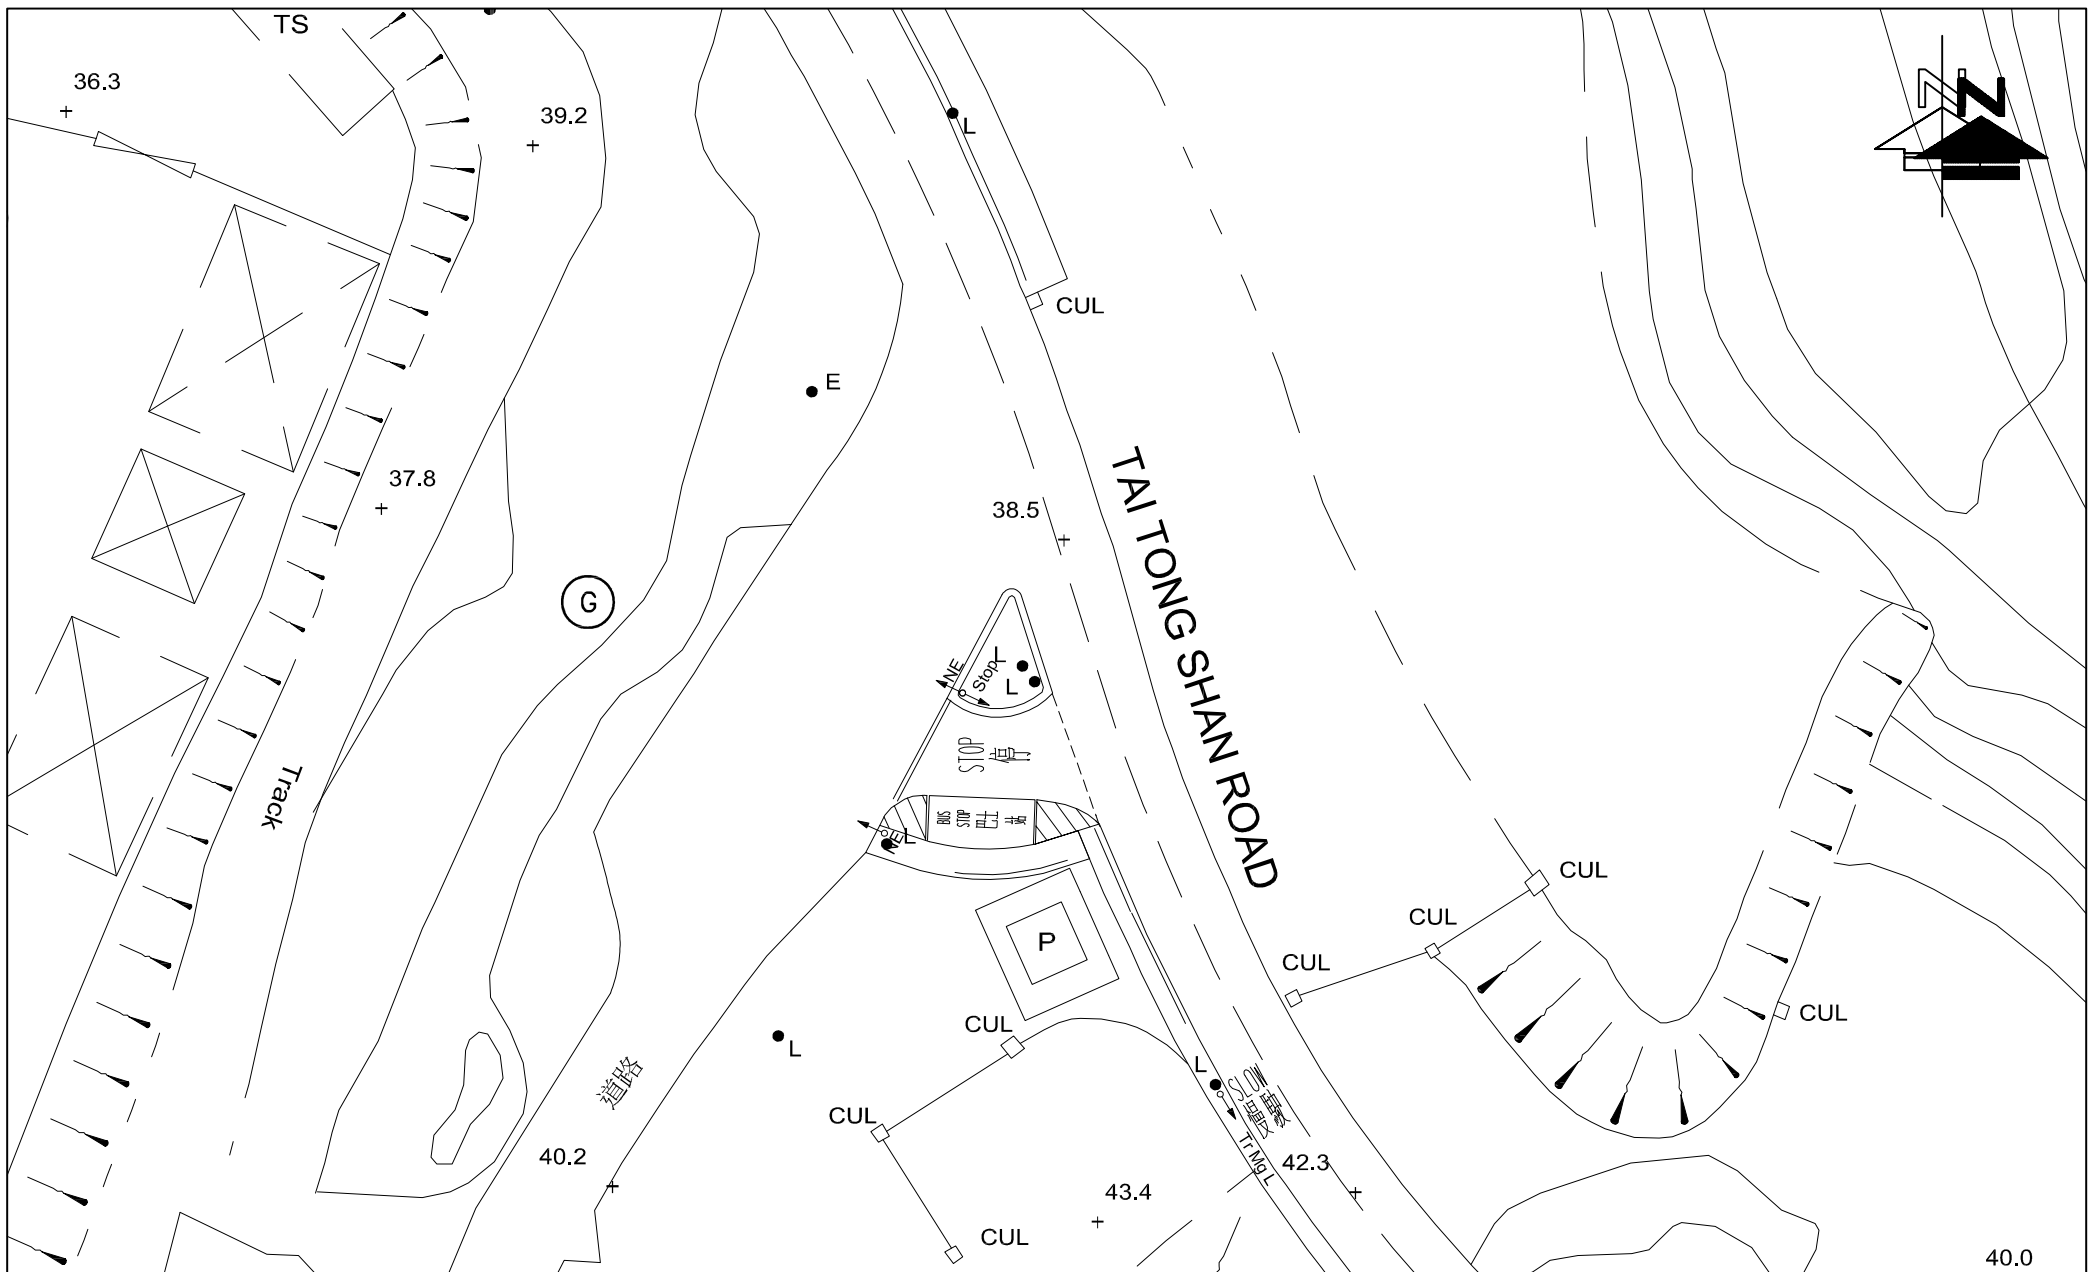 TS
36.3
39.2
N
N
L
CUL
E
37.8
38.5
TAI TONG SHAN ROAD
G
L
L
NE
Stop
STOP
停
Track
BUS
STOP
巴士
站
L
NE
CUL
CUL
CUL
P
CUL
CUL
L
L
SLOW
慢駛
道路
CUL
40.2
Tr Mg L
42.3
43.4
CUL
40.0